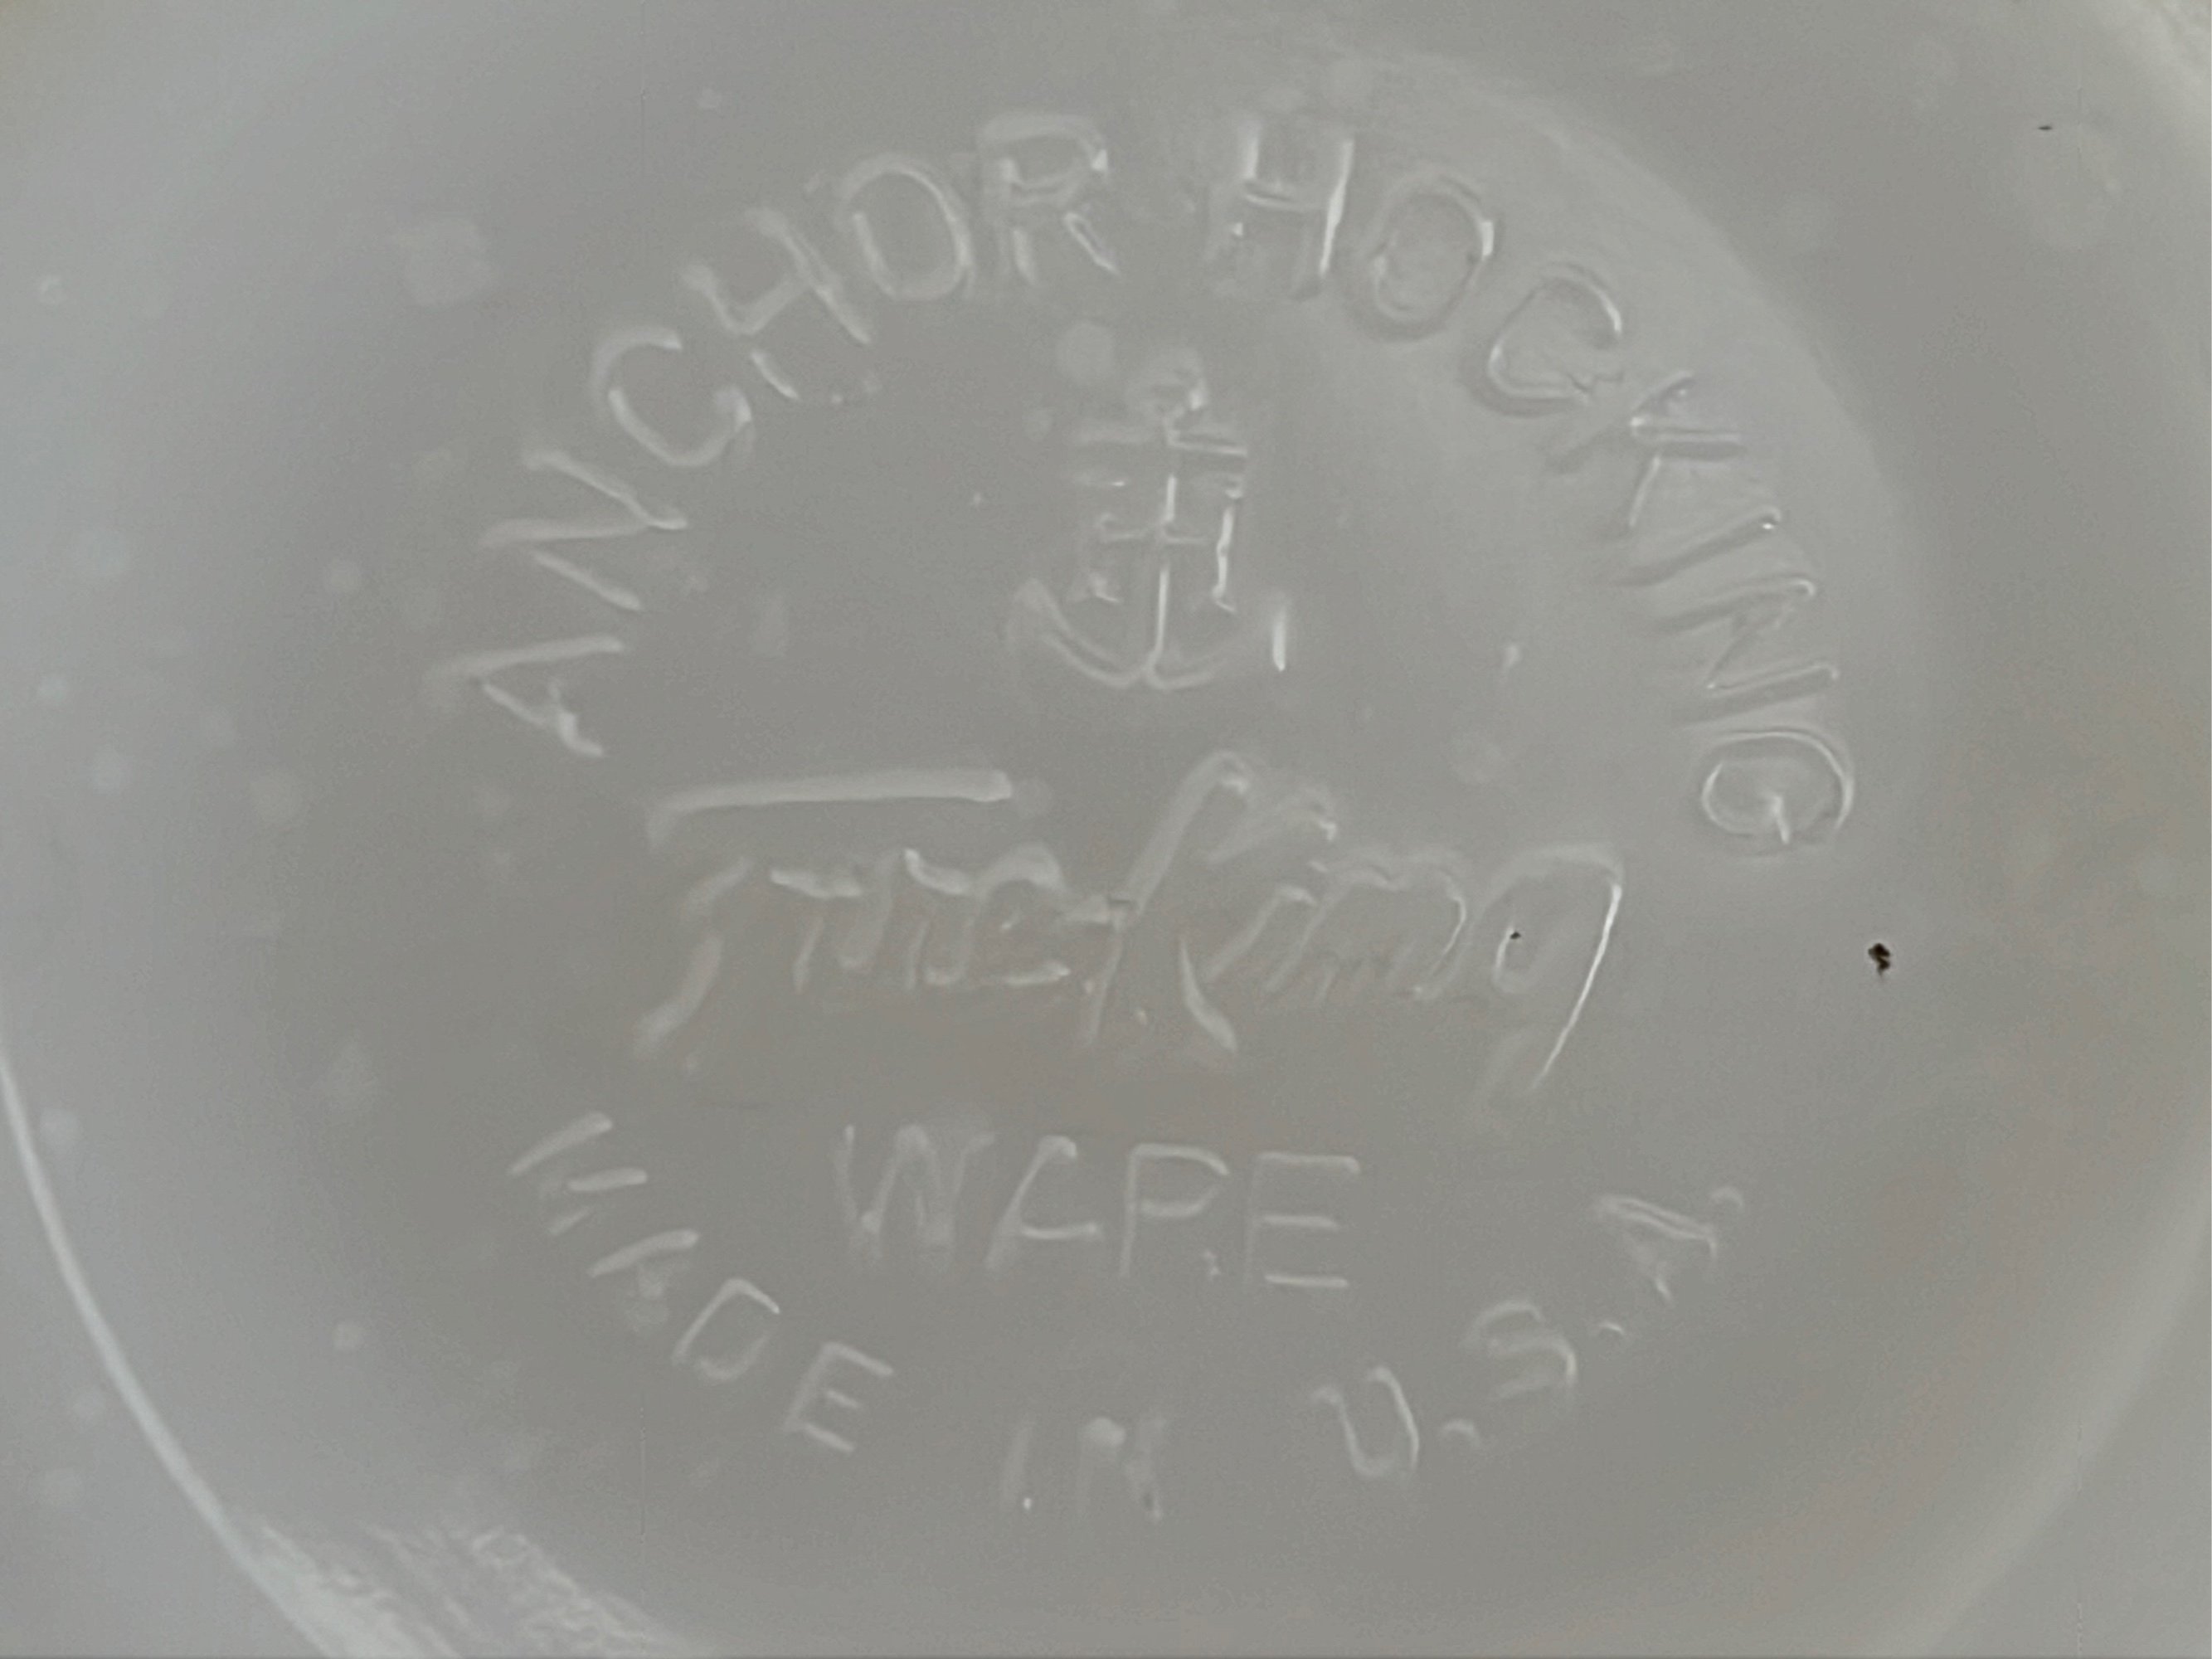 ANCHOR HOCKING
H
Fire-King
WARE
MADE IN U.S.A.